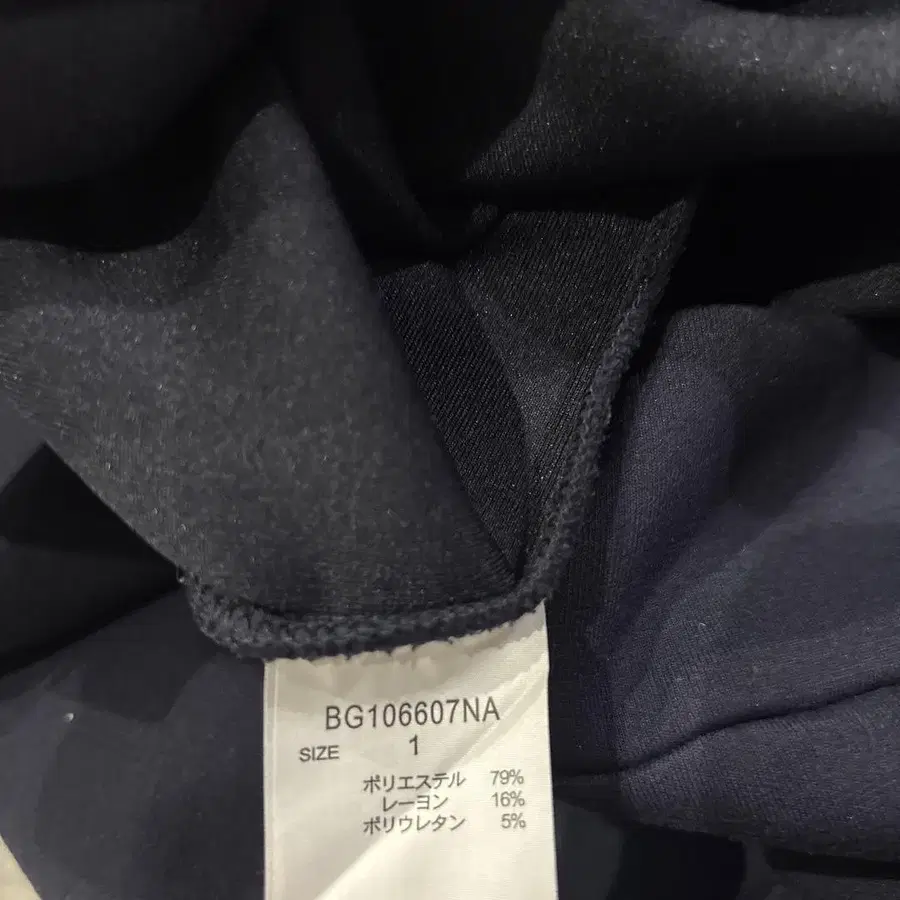 BG106607NA
SIZE 1
ポリエステル 79%
レーヨン 16%
ポリウレタン 5%